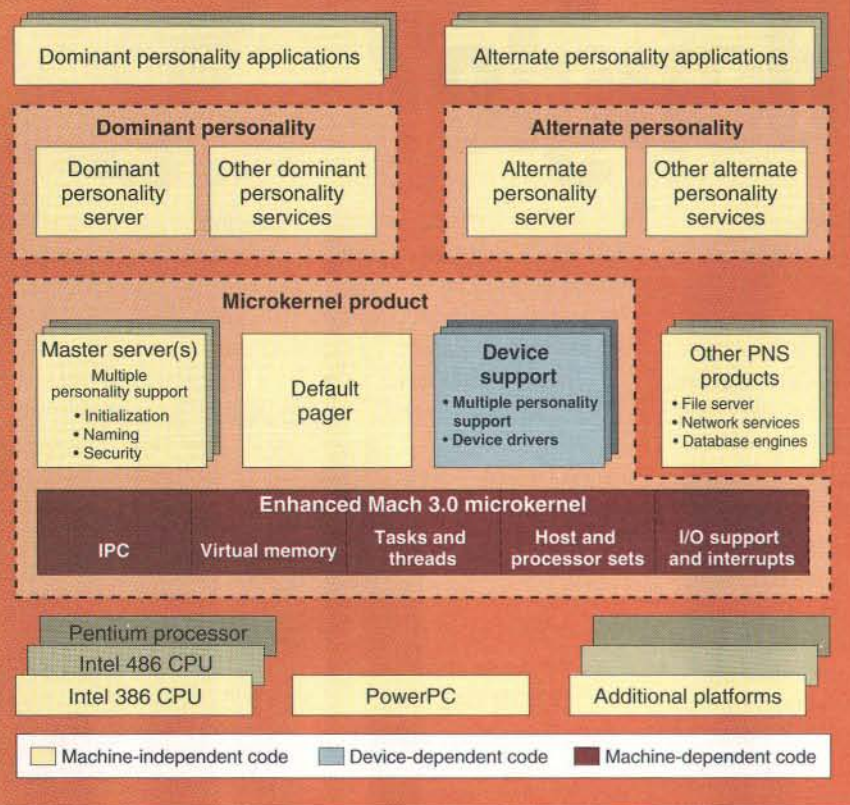 Dominant personality applications
Alternate personality applications
Dominant personality
Dominant
personality
server
Other dominant
personality
services
Alternate personality
Alternate
personality
server
Other alternate
personality
services
Microkernel product
Master server(s)
Multiple
personality support
• Initialization
• Naming
• Security
Default
pager
Device
support
• Multiple personality
support
• Device drivers
Other PNS
products
• File server
• Network services
• Database engines
Enhanced Mach 3.0 microkernel
IPC
Virtual memory
Tasks and
threads
Host and
processor sets
I/O support
and interrupts
Pentium processor
Intel 486 CPU
Intel 386 CPU
PowerPC
Additional platforms
Machine-independent code
Device-dependent code
Machine-dependent code